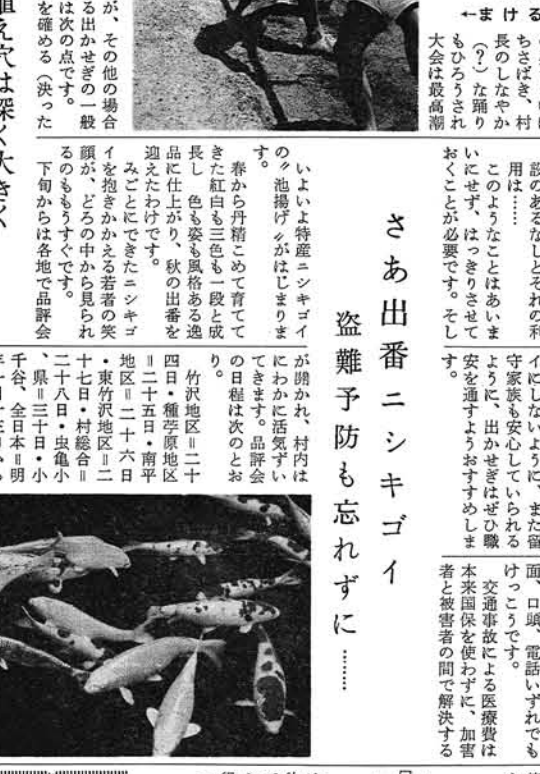 ちさばき、村
長のしなやか
（？）な踊り
もひろうされ
大会は最高潮
が、その他の場合
る出かせぎの一般
は次の点です。
を確める（決った
植え穴は深く大きく
設のあるなしとそれの利
用は……
このようなことはあいま
いにせず、はっきりさせて
おくことが必要です。そし
イにしないように、また留
守家族も安心していられる
ように、出かせぎはぜひ職
安を通すようおすすめしま
す。
面、口頭、電話いずれでも
けっこうです。
交通事故による医療費は
本来国保を使わずに、加害
者と被害者の間で解決する
さあ出番ニシキゴイ
盗難予防も忘れずに………
いよいよ特産ニシキゴイ
の〝池揚げ〟がはじまりま
す。
春から丹精こめて育てて
きた紅白も三色も一段と成
長し　色も姿も風格ある逸
品に仕上がり、秋の出番を
迎えたわけです。
みごとにできたニシキゴ
イを抱きかかえる若者の笑
顔が、どろの中から見られ
るのももうすぐです。
下旬からは各地で品評会
が開かれ、村内は
にわかに活気ずい
てきます。品評会
の日程は次のとお
り。
竹沢地区＝二十
四日・種苧原地区
＝二十五日・南平
地区＝二十六日
・東竹沢地区＝二
十七日・村総合＝
二十八日・虫亀小
、県＝三十日・小
千谷、全日本＝明